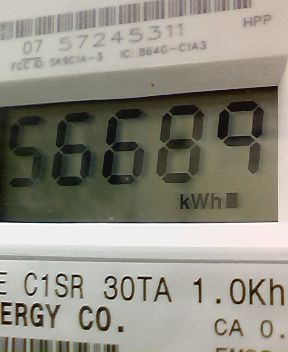 HPP
07 57245311
FCC ID: SK9C1A-3 IC: 864G-C1A3
56689
kWh
E C1SR 30TA 1.0Kh
ERGY CO.
CA 0.